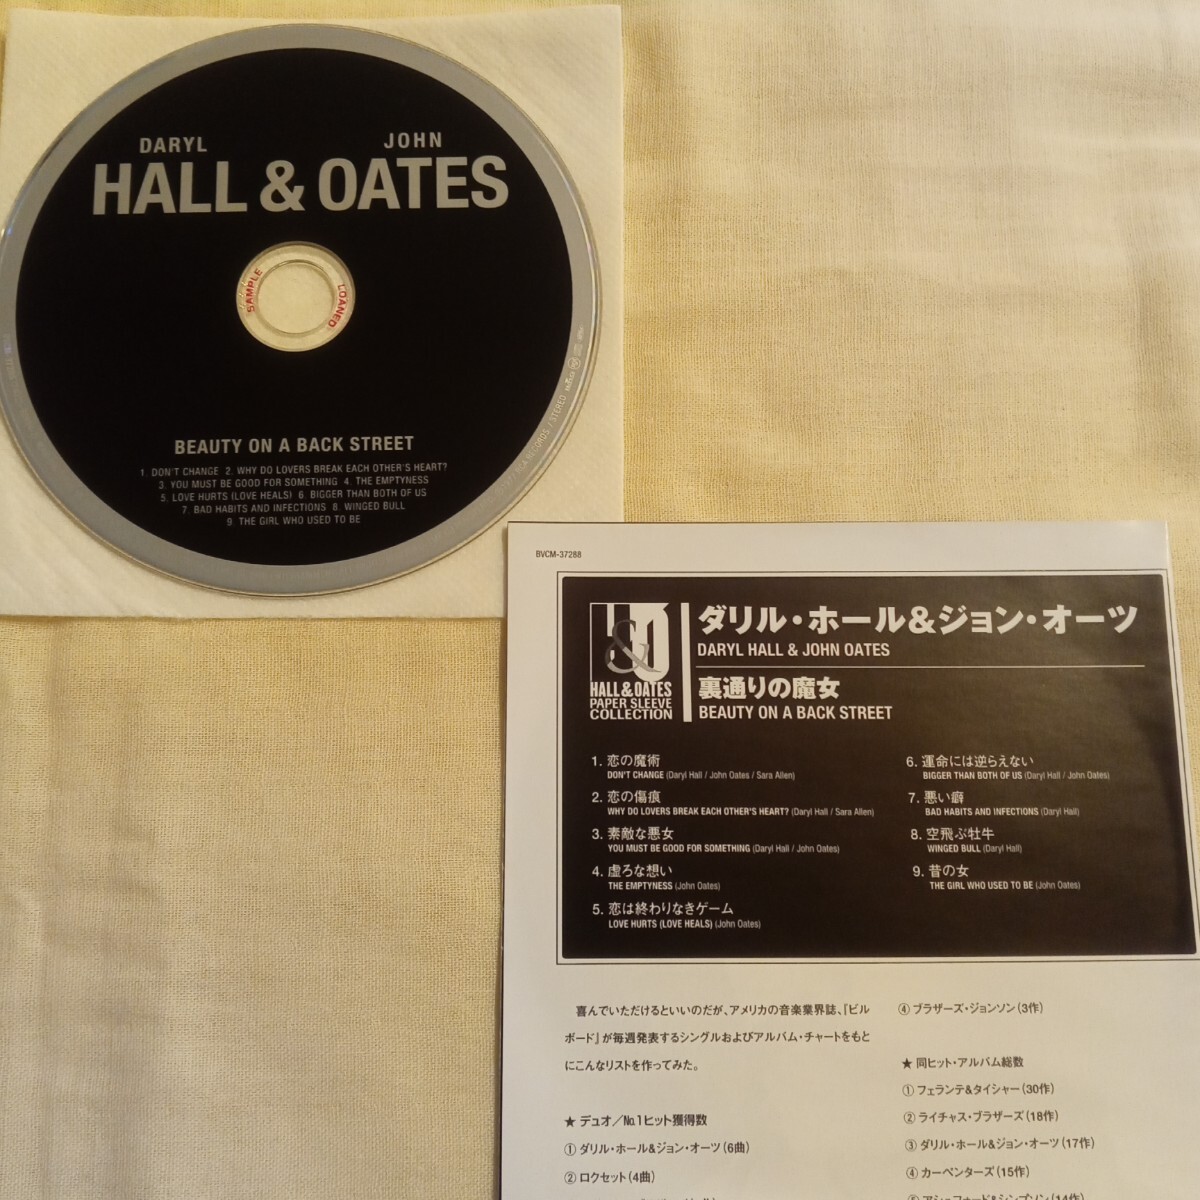 DARYL JOHN
HALL & OATES
SAMPLE LOANED
BEAUTY ON A BACK STREET
1. DON'T CHANGE 2. WHY DO LOVERS BREAK EACH OTHER'S HEART?
3. YOU MUST BE GOOD FOR SOMETHING 4. THE EMPTYNESS
5. LOVE HURTS (LOVE HEALS) 6. BIGGER THAN BOTH OF US
7. BAD HABITS AND INFECTIONS 8. WINGED BULL
9. THE GIRL WHO USED TO BE
RECORDS / STEREO
BVCM-37288
H&O
HALL & OATES
PAPER SLEEVE
COLLECTION
ダリル・ホール&ジョン・オーツ
DARYL HALL & JOHN OATES
裏通りの魔女
BEAUTY ON A BACK STREET
1. 恋の魔術
DON'T CHANGE (Daryl Hall / John Oates / Sara Allen)
2. 恋の傷痕
WHY DO LOVERS BREAK EACH OTHER'S HEART? (Daryl Hall / Sara Allen)
3. 素敵な悪女
YOU MUST BE GOOD FOR SOMETHING (Daryl Hall / John Oates)
4. 虚ろな想い
THE EMPTYNESS (John Oates)
5. 恋は終わりなきゲーム
LOVE HURTS (LOVE HEALS) (John Oates)
6. 運命には逆らえない
BIGGER THAN BOTH OF US (Daryl Hall / John Oates)
7. 悪い癖
BAD HABITS AND INFECTIONS (Daryl Hall)
8. 空飛ぶ牡牛
WINGED BULL (Daryl Hall)
9. 昔の女
THE GIRL WHO USED TO BE (John Oates)
喜んでいただけるといいのだが、アメリカの音楽業界誌、『ビル
ボード』が毎週発表するシングルおよびアルバム・チャートをもと
にこんなリストを作ってみた。
★ デュオ/No.1ヒット獲得数
① ダリル・ホール&ジョン・オーツ(6曲)
② ロクセット(4曲)
④ ブラザーズ・ジョンソン(3作)
★ 同ヒット・アルバム総数
① フェランテ&タイシャー(30作)
② ライチャス・ブラザーズ(18作)
③ ダリル・ホール&ジョン・オーツ(17作)
④ カーペンターズ(15作)
⑤ アシュフォード&シンプソン(14作)